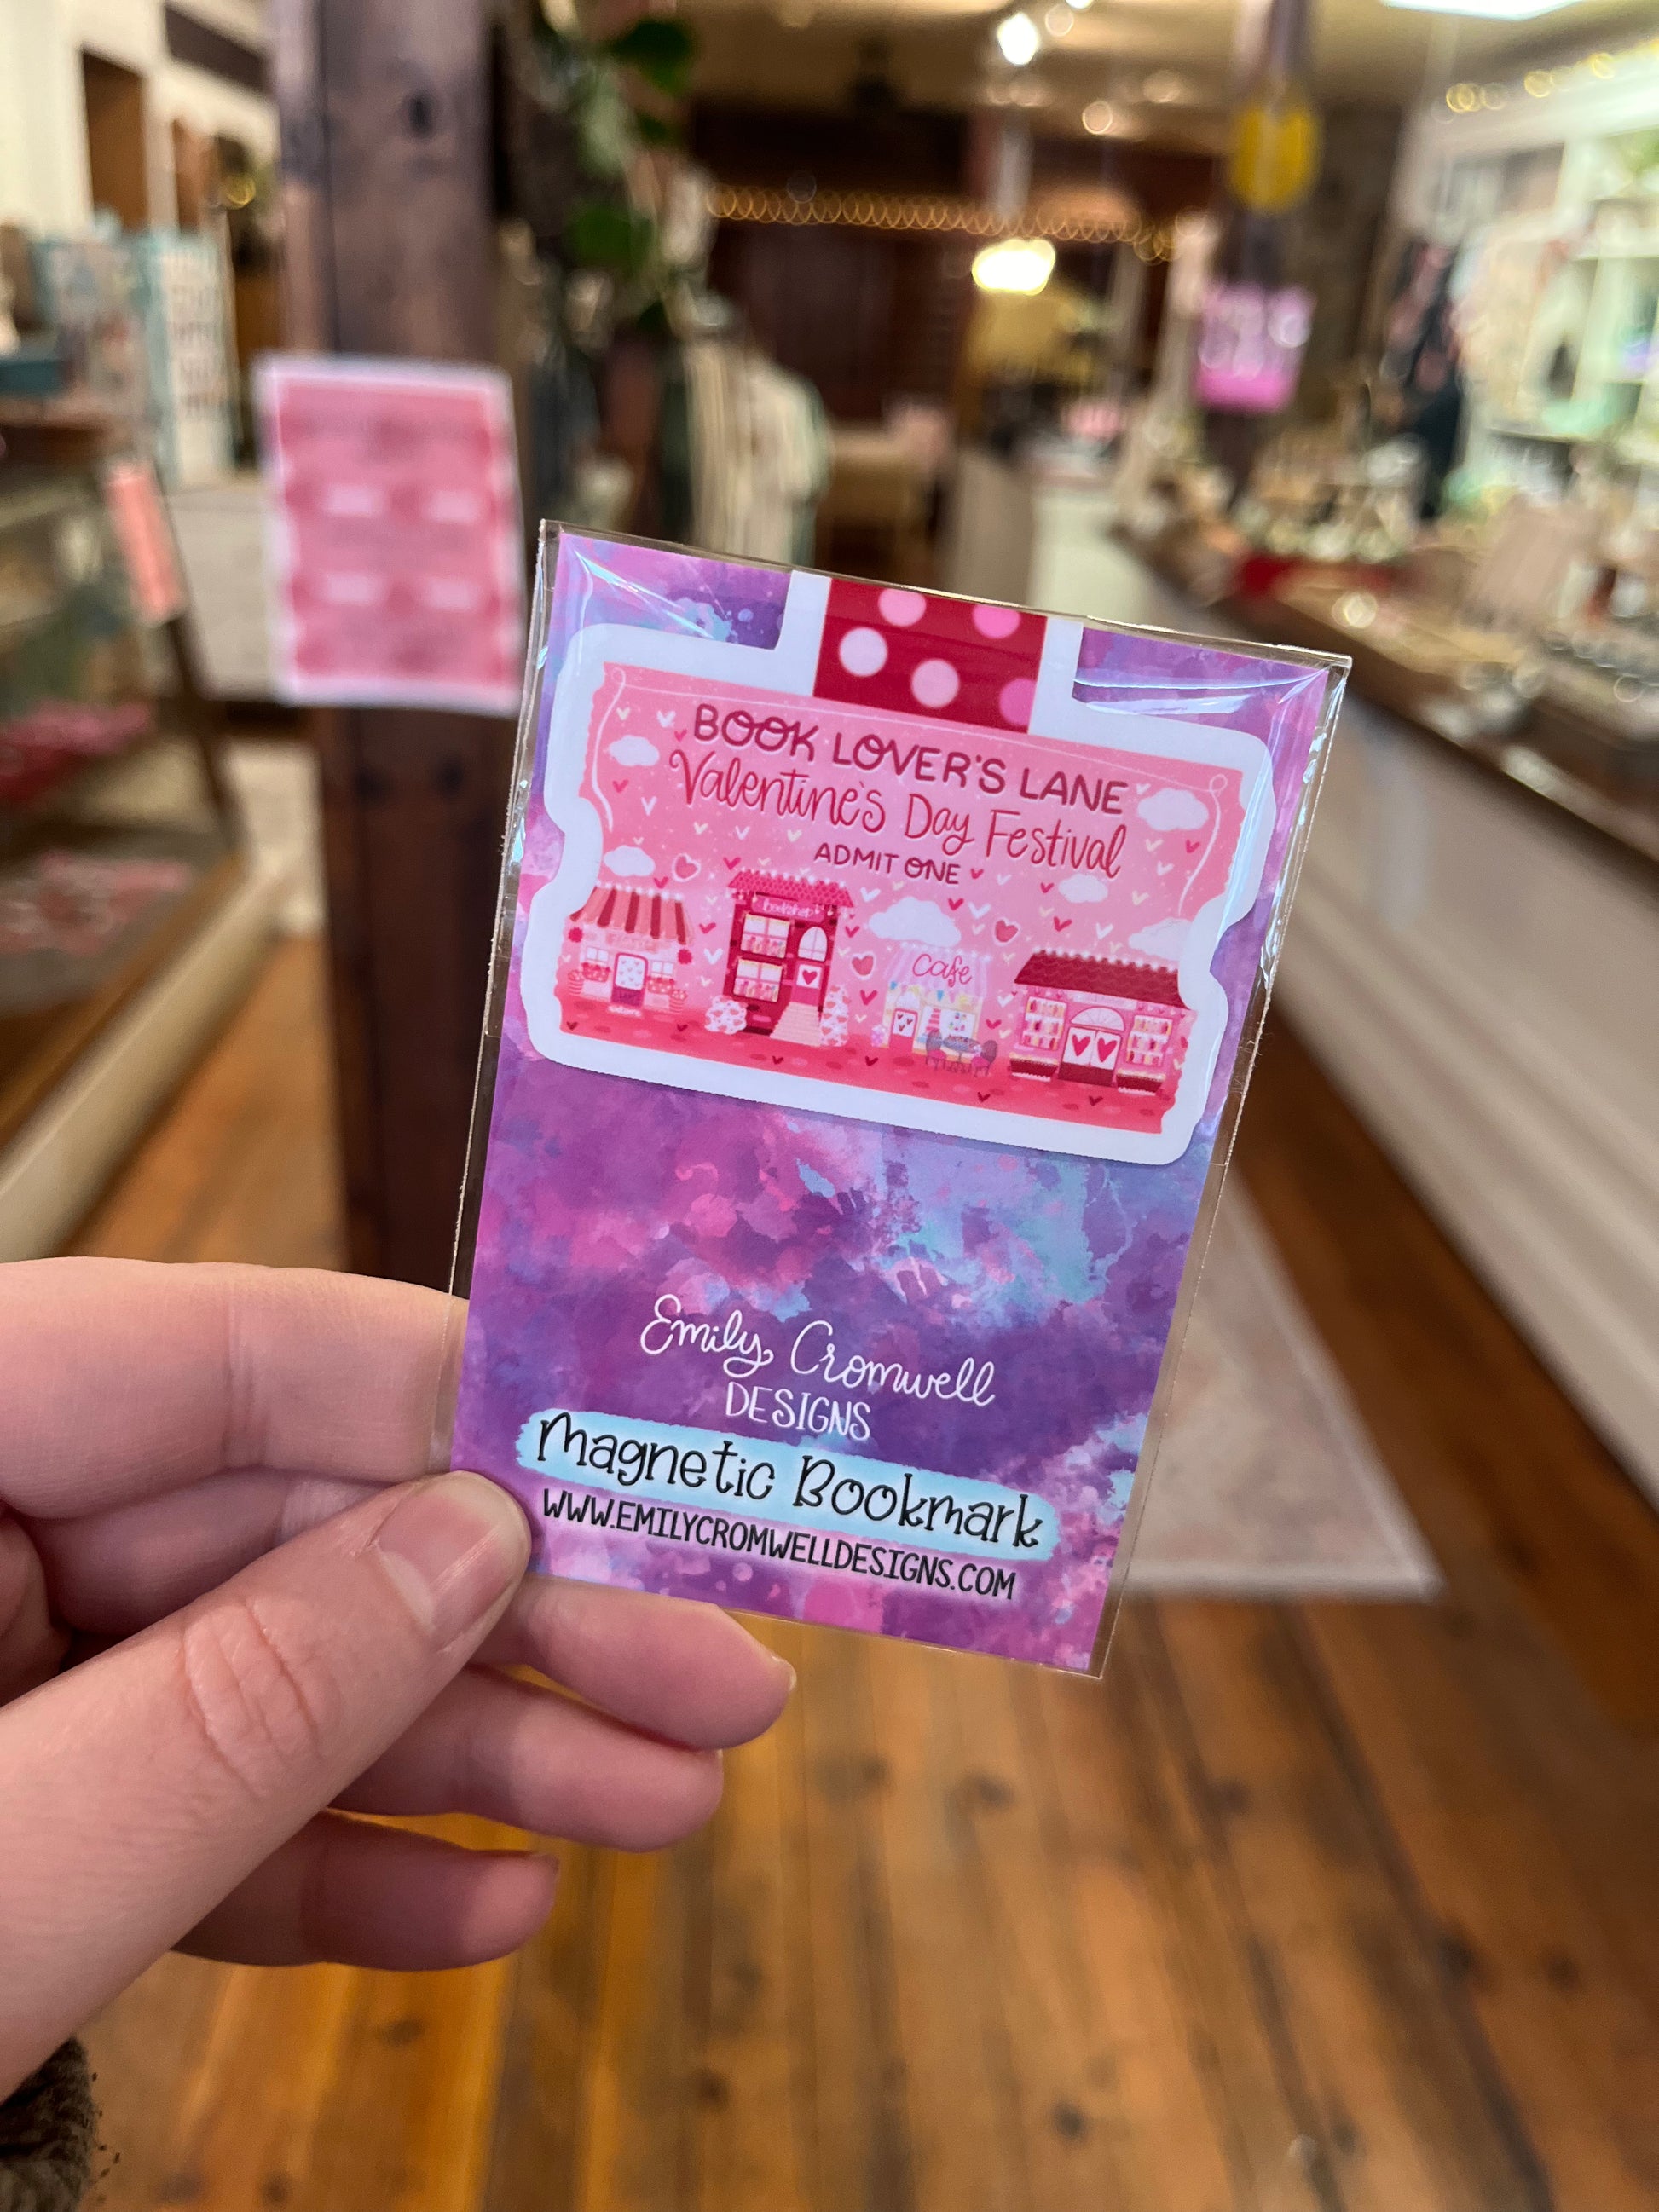 BOOK LOVER'S LANE
Valentine's Day Festival
ADMIT ONE
bookshop
Cafe
Emily Cromwell
DESIGNS
Magnetic Bookmark
WWW.EMILYCROMWELLDESIGNS.COM